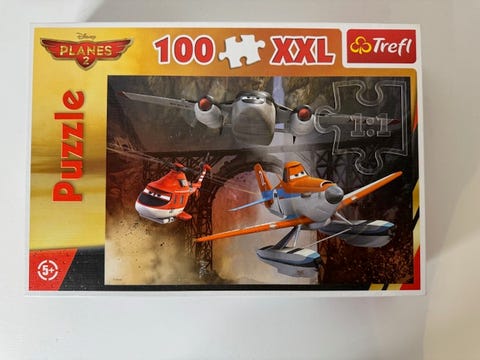 Disney
PLANES
2
100 XXL
Trefl
Puzzle
1:1
5+